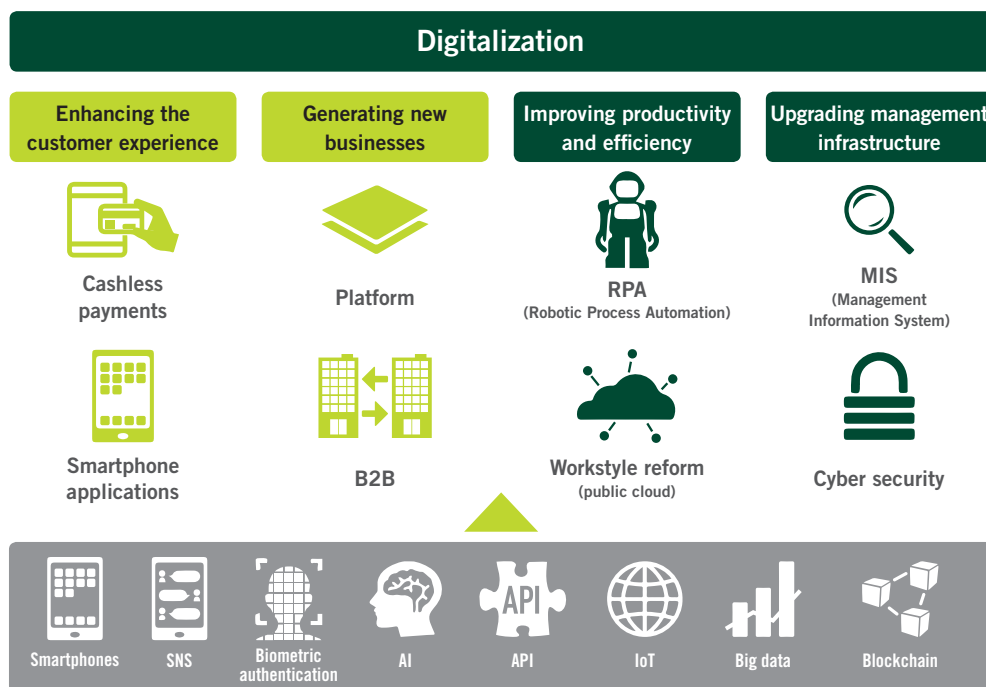 Digitalization
Enhancing the
customer experience
Generating new
businesses
Improving productivity
and efficiency
Upgrading management
infrastructure
Cashless
payments
Platform
RPA
(Robotic Process Automation)
MIS
(Management
Information System)
Smartphone
applications
B2B
Workstyle reform
(public cloud)
Cyber security
API
Smartphones
SNS
Biometric
authentication
AI
API
IoT
Big data
Blockchain